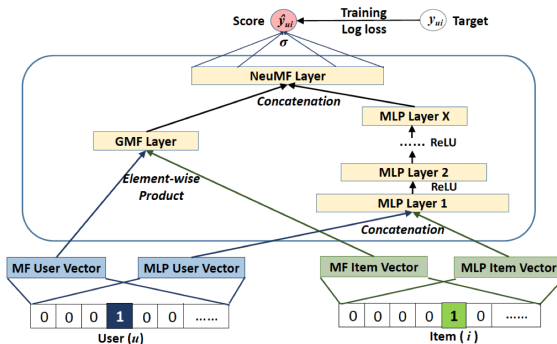 Score ŷui Training yui Target
Log loss
σ
NeuMF Layer
Concatenation
MLP Layer X
GMF Layer
...... ReLU
Element-wise
Product
MLP Layer 2
ReLU
MLP Layer 1
Concatenation
MF User Vector MLP User Vector MF Item Vector MLP Item Vector
0 0 0 1 0 0 ...... 0 0 0 0 1 0 ......
User (u) Item ( i )